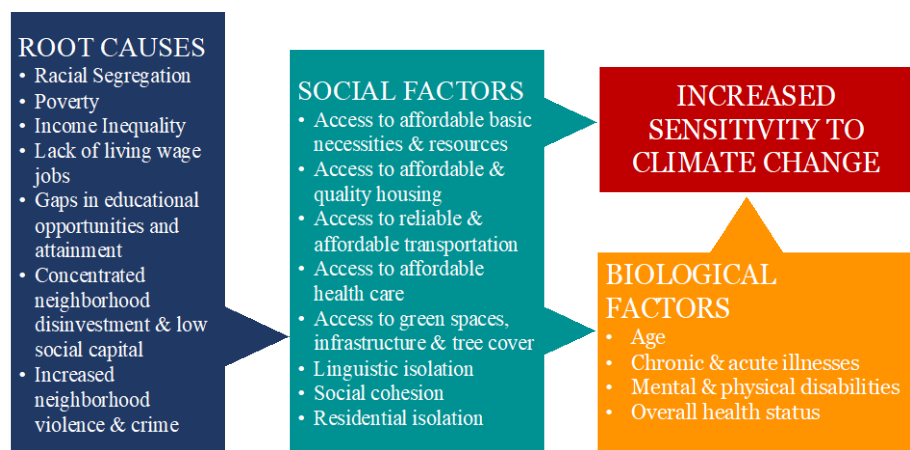 ROOT CAUSES
• Racial Segregation
• Poverty
• Income Inequality
• Lack of living wage
jobs
• Gaps in educational
opportunities and
attainment
• Concentrated
neighborhood
disinvestment & low
social capital
• Increased
neighborhood
violence & crime
SOCIAL FACTORS
• Access to affordable basic
necessities & resources
• Access to affordable &
quality housing
• Access to reliable &
affordable transportation
• Access to affordable
health care
• Access to green spaces,
infrastructure & tree cover
• Linguistic isolation
• Social cohesion
• Residential isolation
INCREASED
SENSITIVITY TO
CLIMATE CHANGE
BIOLOGICAL
FACTORS
• Age
• Chronic & acute illnesses
• Mental & physical disabilities
• Overall health status